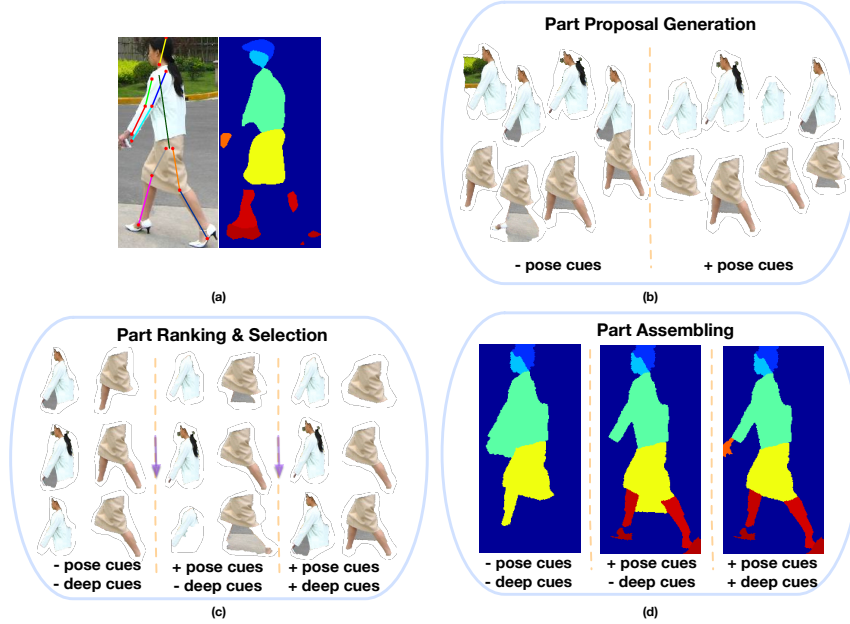 Part Proposal Generation
- pose cues
+ pose cues
(a)
(b)
Part Ranking & Selection
- pose cues
- deep cues
+ pose cues
- deep cues
+ pose cues
+ deep cues
(c)
Part Assembling
- pose cues
- deep cues
+ pose cues
- deep cues
+ pose cues
+ deep cues
(d)